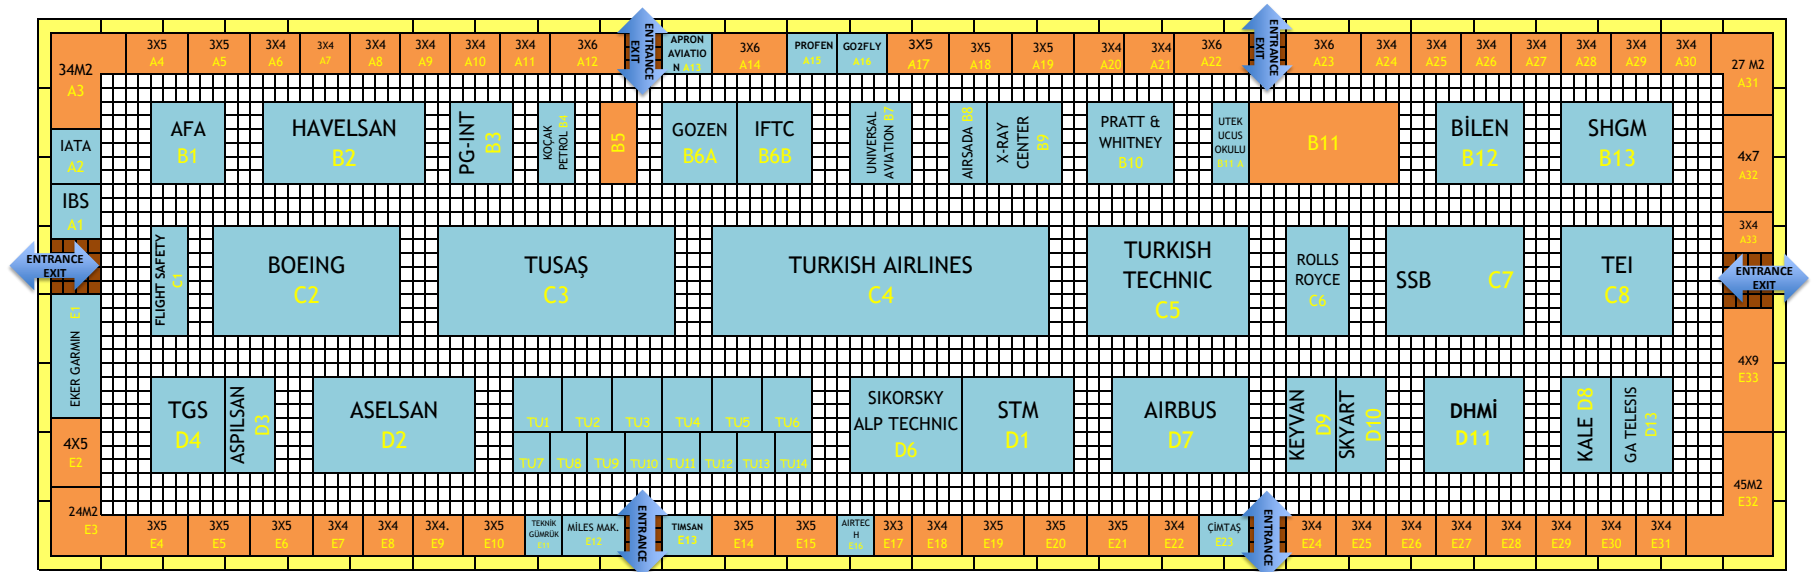 3X5
A4
3X5
A5
3X4
A6
3X4
A7
3X4
A8
3X4
A9
3X4
A10
3X4
A11
3X6
A12
ENTRANCE
EXIT
APRON
AVIATIO
N A13
3X6
A14
PROFEN
A15
GO2FLY
A16
3X5
A17
3X5
A18
3X5
A19
3X4
A20
3X4
A21
3X6
A22
ENTRANCE
EXIT
3X6
A23
3X4
A24
3X4
A25
3X4
A26
3X4
A27
3X4
A28
3X4
A29
3X4
A30
34M2
A3
27 M2
A31
IATA
A2
IBS
A1
AFA
B1
HAVELSAN
B2
PG-INT
B3
KOÇAK
PETROL B4
B5
GOZEN
B6A
IFTC
B6B
UNIVERSAL
AVIATION B7
AIRSADA B8
X-RAY
CENTER B9
PRATT &
WHITNEY
B10
UTEK
UCUS
OKULU
B11 A
B11
BİLEN
B12
SHGM
B13
4x7
A32
3X4
A33
ENTRANCE
EXIT
FLIGHT SAFETY
C1
BOEING
C2
TUSAŞ
C3
TURKISH AIRLINES
C4
TURKISH
TECHNIC
C5
ROLLS
ROYCE
C6
SSB C7
TEI
C8
ENTRANCE
EXIT
EKER GARMIN E1
TGS
D4
ASPILSAN
D3
ASELSAN
D2
TU1
TU2
TU3
TU4
TU5
TU6
TU7
TU8
TU9
TU10
TU11
TU12
TU13
TU14
SIKORSKY
ALP TECHNIC
D6
STM
D1
AIRBUS
D7
KEYVAN
D9
SKYART
D10
DHMİ
D11
KALE D8
GA TELESIS
D13
4X9
E33
4X5
E2
24M2
E3
45M2
E32
3X5
E4
3X5
E5
3X5
E6
3X4
E7
3X4
E8
3X4.
E9
3X5
E10
TEKNİK
GÜMRÜK
E11
MİLES MAK.
E12
ENTRANCE
TIMSAN
E13
3X5
E14
3X5
E15
AIRTEC
H
E16
3X3
E17
3X4
E18
3X5
E19
3X5
E20
3X5
E21
3X4
E22
ÇİMTAŞ
E23
ENTRANCE
3X4
E24
3X4
E25
3X4
E26
3X4
E27
3X4
E28
3X4
E29
3X4
E30
3X4
E31